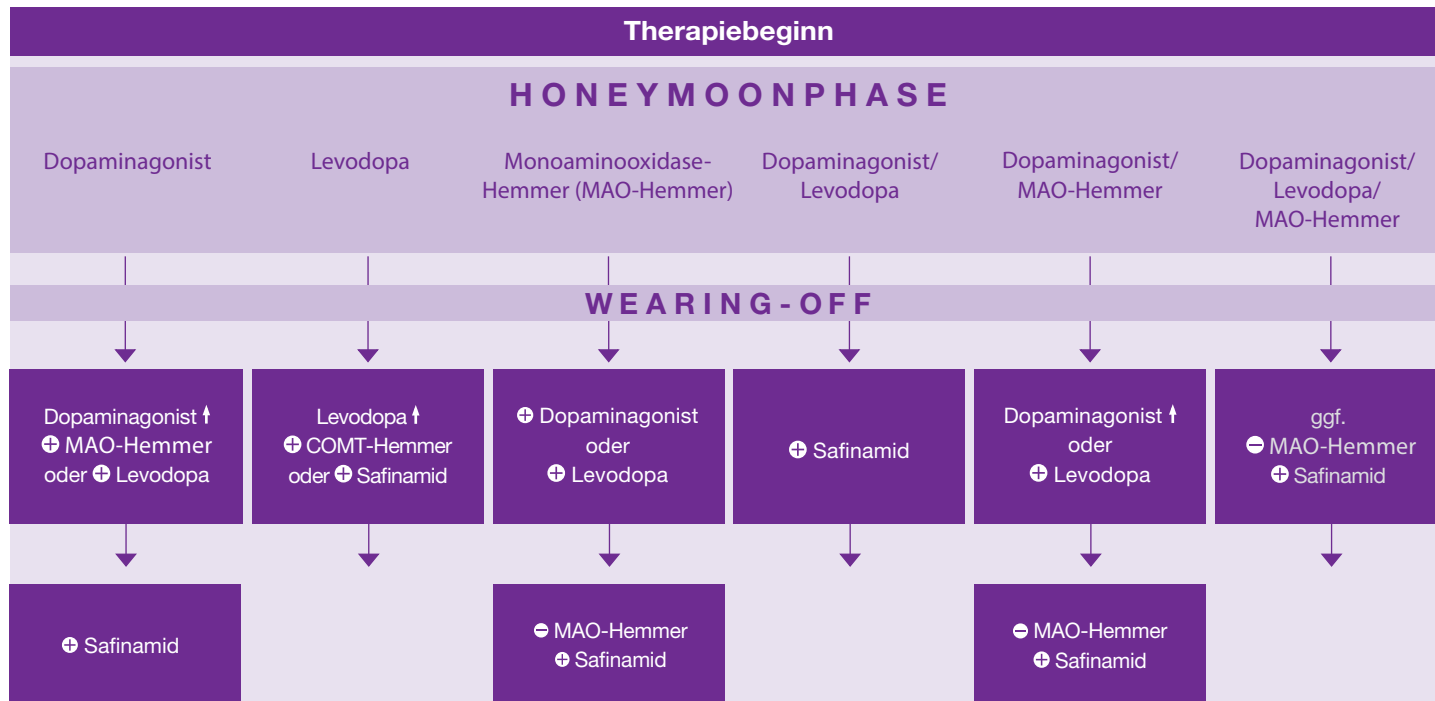 Therapiebeginn
HONEYMOONPHASE
Dopaminagonist
Levodopa
Monoaminooxidase-
Hemmer (MAO-Hemmer)
Dopaminagonist/
Levodopa
Dopaminagonist/
MAO-Hemmer
Dopaminagonist/
Levodopa/
MAO-Hemmer
WEARING-OFF
Dopaminagonist ↑
⊕ MAO-Hemmer
oder ⊕ Levodopa
Levodopa ↑
⊕ COMT-Hemmer
oder ⊕ Safinamid
⊕ Dopaminagonist
oder
⊕ Levodopa
⊕ Safinamid
Dopaminagonist ↑
oder
⊕ Levodopa
ggf.
⊖ MAO-Hemmer
⊕ Safinamid
⊕ Safinamid
⊖ MAO-Hemmer
⊕ Safinamid
⊖ MAO-Hemmer
⊕ Safinamid